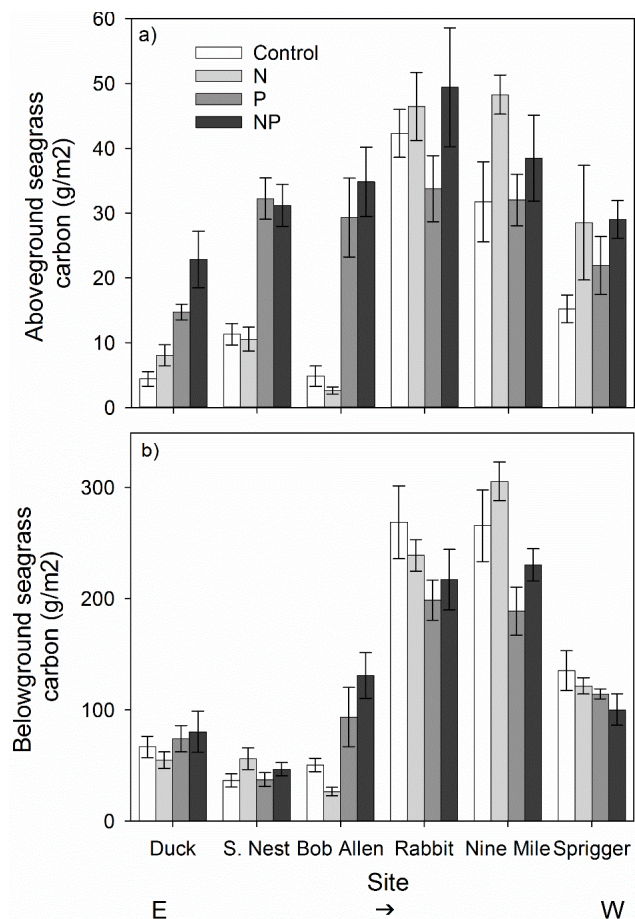 a)
Control
N
P
NP
60
50
40
30
20
10
0
Aboveground seagrass
carbon (g/m2)
b)
300
200
100
0
Belowground seagrass
carbon (g/m2)
Duck S. Nest Bob Allen Rabbit Nine Mile Sprigger
Site
E → W